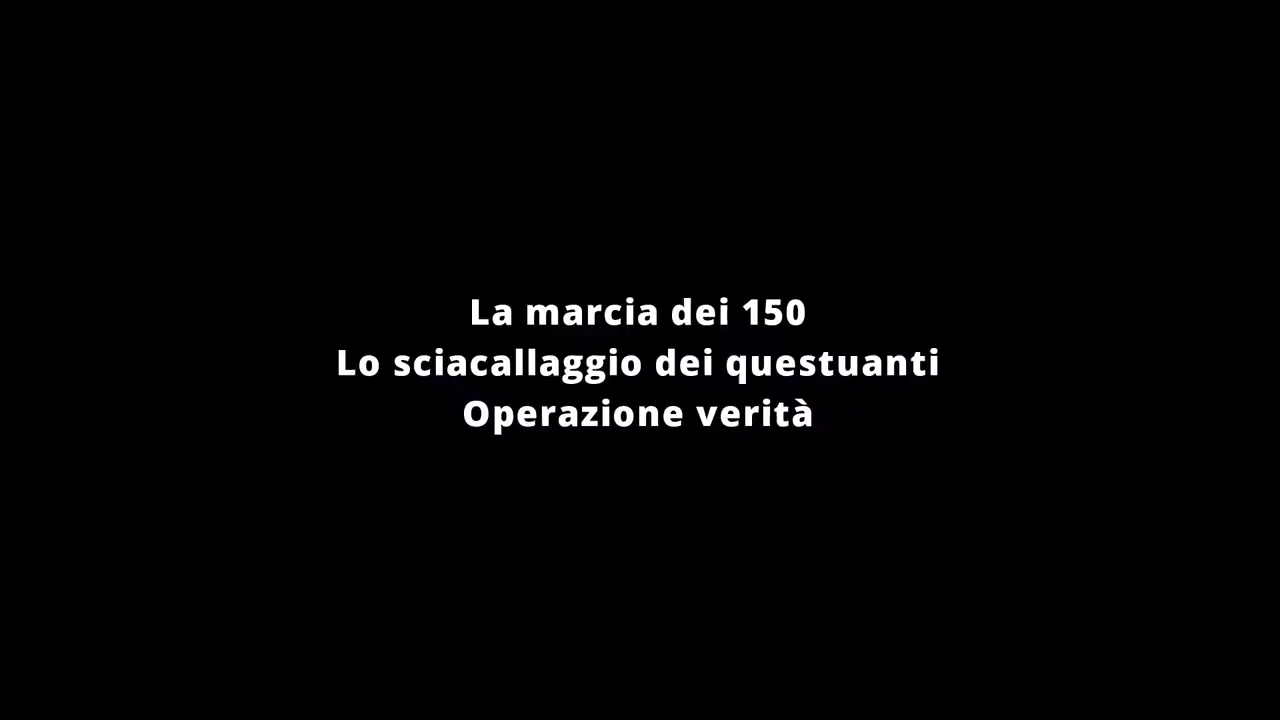 La marcia dei 150
Lo sciacallaggio dei questuanti
Operazione verità